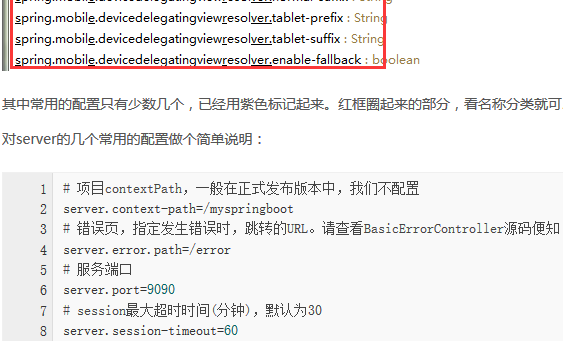 spring.mobile.devicedelegatingviewresolver.tablet-prefix : String
spring.mobile.devicedelegatingviewresolver.tablet-suffix : String
spring.mobile.devicedelegatingviewresolver.enable-fallback : boolean
其中常用的配置只有少数几个，已经用紫色标记起来。红框圈起来的部分，看名称分类就可
对server的几个常用的配置做个简单说明：
1 # 项目contextPath，一般在正式发布版本中，我们不配置
2 server.context-path=/myspringboot
3 # 错误页，指定发生错误时，跳转的URL。请查看BasicErrorController源码便知
4 server.error.path=/error
5 # 服务端口
6 server.port=9090
7 # session最大超时时间(分钟)，默认为30
8 server.session-timeout=60